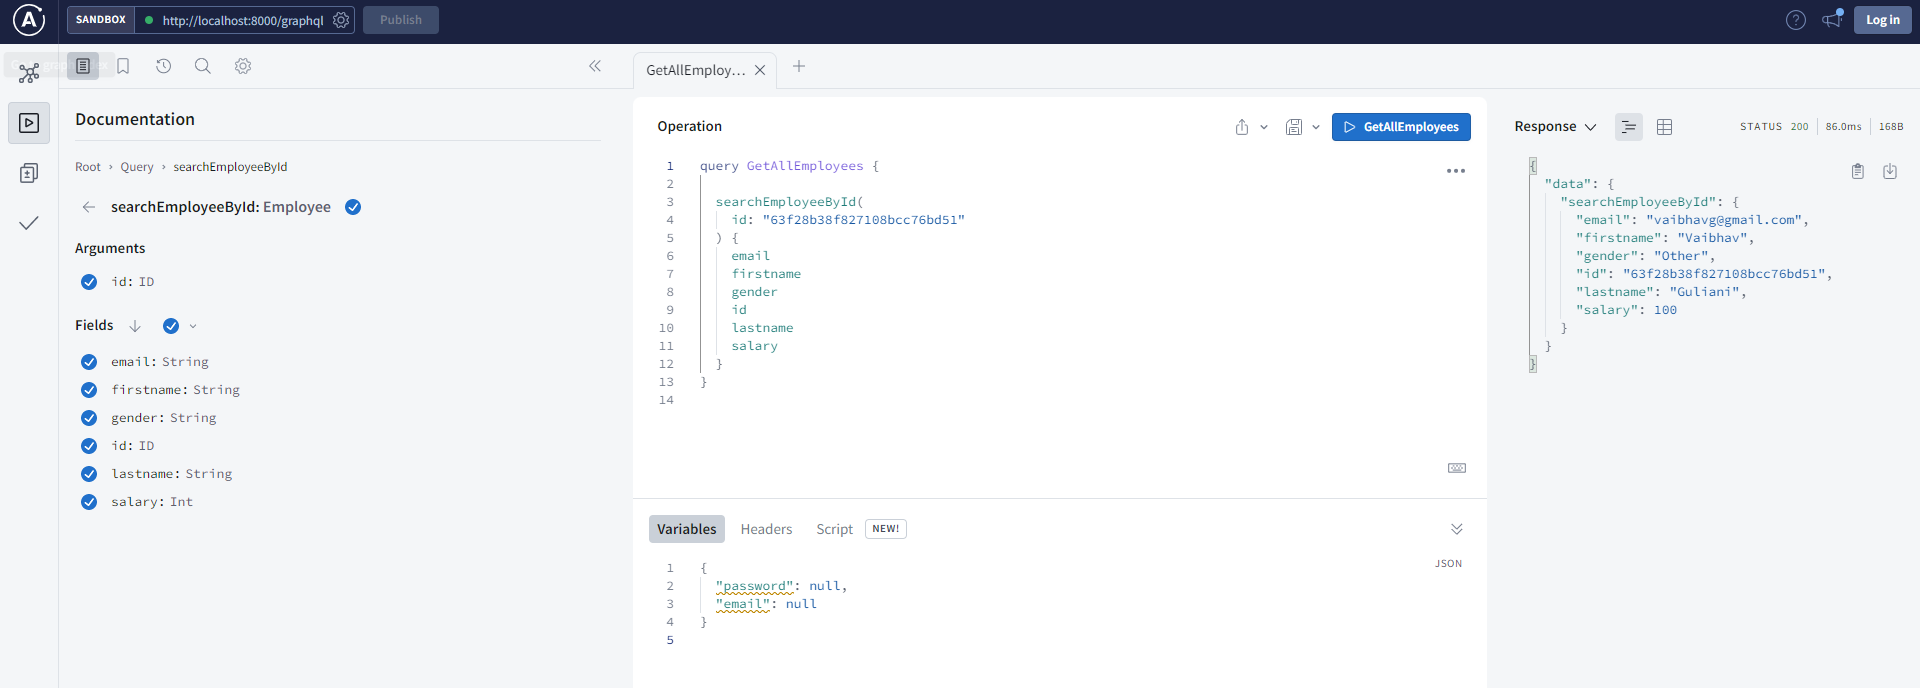 SANDBOX
http://localhost:8000/graphql
Publish
Log in
GetAllEmploy...
Documentation
Root › Query › searchEmployeeById
searchEmployeeById: Employee
Arguments
id: ID
Fields
email: String
firstname: String
gender: String
id: ID
lastname: String
salary: Int
Operation
GetAllEmployees
1 query GetAllEmployees {
2
3 searchEmployeeById(
4 id: "63f28b38f827108bcc76bd51"
5 ) {
6 email
7 firstname
8 gender
9 id
10 lastname
11 salary
12 }
13 }
14
Variables Headers Script NEW!
JSON
1 {
2 "password": null,
3 "email": null
4 }
5
Response
STATUS 200 86.0ms 168B
{
"data": {
"searchEmployeeById": {
"email": "vaibhavg@gmail.com",
"firstname": "Vaibhav",
"gender": "Other",
"id": "63f28b38f827108bcc76bd51",
"lastname": "Guliani",
"salary": 100
}
}
}